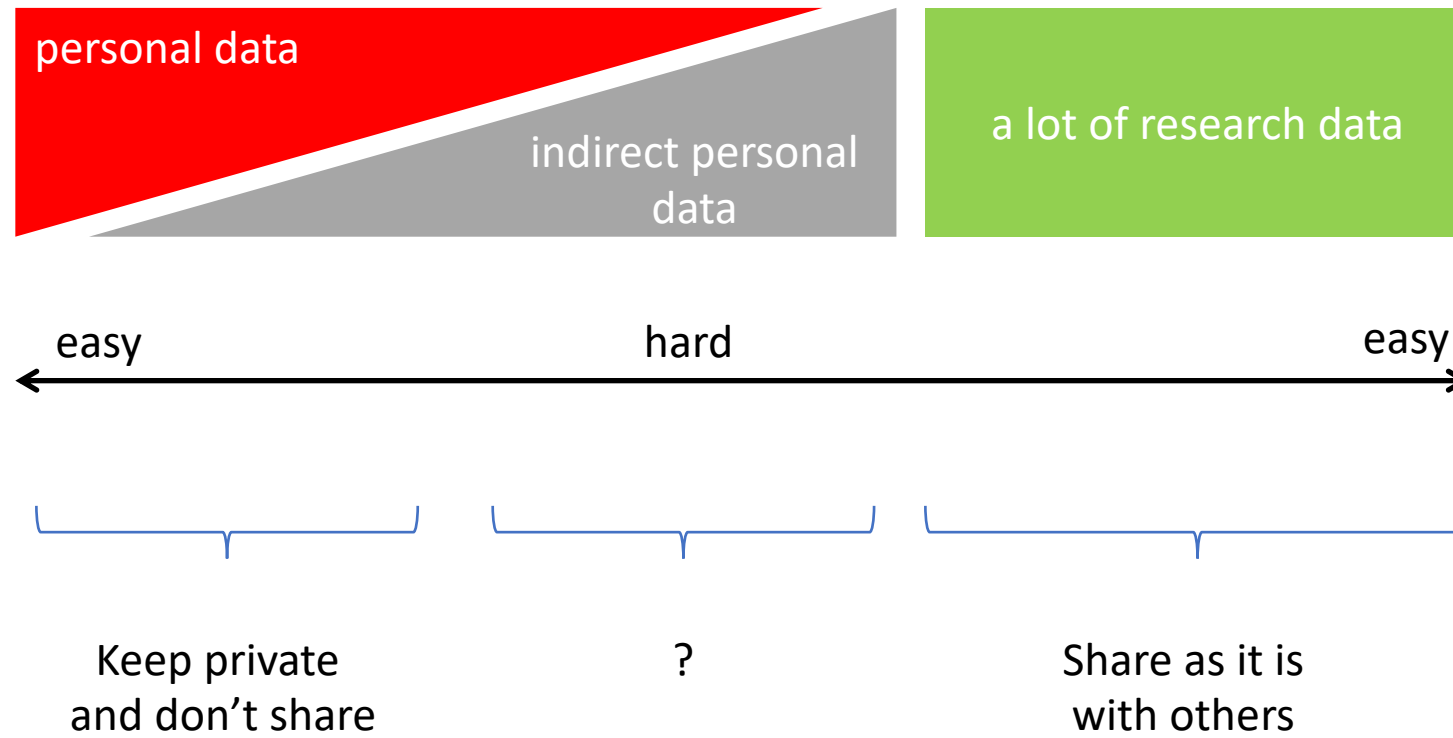 personal data
indirect personal
data
a lot of research data
easy
hard
easy
Keep private
and don’t share
?
Share as it is
with others